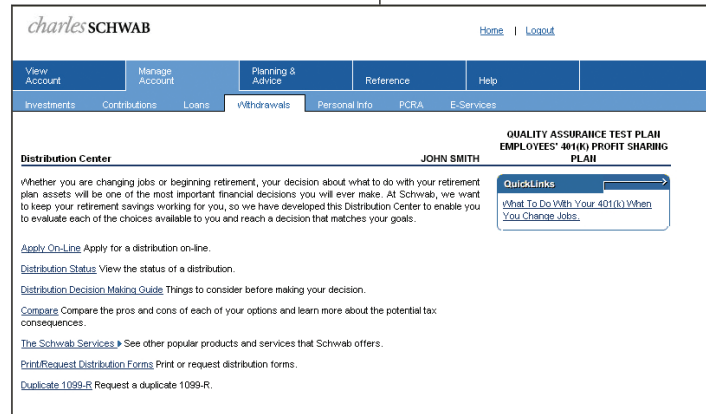 charles SCHWAB
Home | Logout
View Account
Manage Account
Planning & Advice
Reference
Help
Investments Contributions Loans Withdrawals Personal Info PCRA E-Services
QUALITY ASSURANCE TEST PLAN
EMPLOYEES' 401(K) PROFIT SHARING
PLAN
Distribution Center
JOHN SMITH
Whether you are changing jobs or beginning retirement, your decision about what to do with your retirement
plan assets will be one of the most important financial decisions you will ever make. At Schwab, we want
to keep your retirement savings working for you, so we have developed this Distribution Center to enable you
to evaluate each of the choices available to you and reach a decision that matches your goals.
QuickLinks
What To Do With Your 401(k) When
You Change Jobs.
Apply On-Line Apply for a distribution on-line.
Distribution Status View the status of a distribution.
Distribution Decision Making Guide Things to consider before making your decision.
Compare Compare the pros and cons of each of your options and learn more about the potential tax
consequences.
The Schwab Services See other popular products and services that Schwab offers.
Print/Request Distribution Forms Print or request distribution forms.
Duplicate 1099-R Request a duplicate 1099-R.